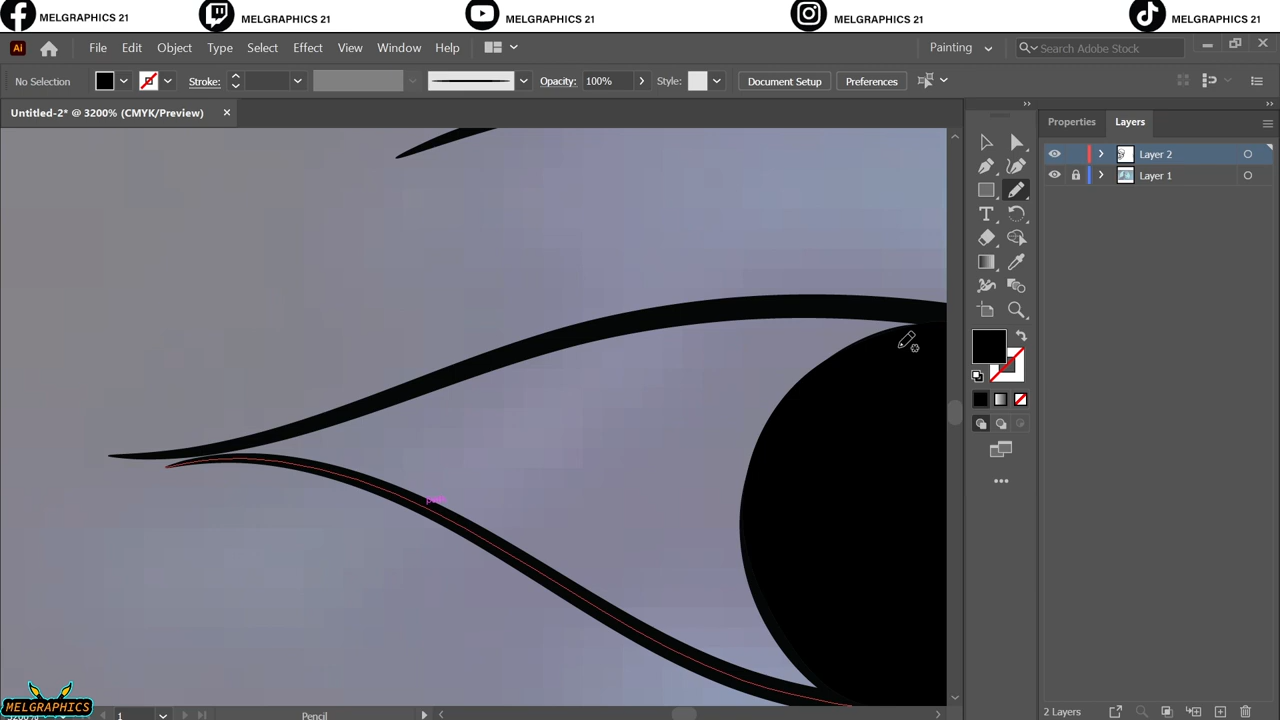 MELGRAPHICS 21
MELGRAPHICS 21
MELGRAPHICS 21
MELGRAPHICS 21
MELGRAPHICS 21
Ai File Edit Object Type Select Effect View Window Help Painting Search Adobe Stock
No Selection Stroke: Opacity: 100% Style: Document Setup Preferences
Untitled-2* @ 3200% (CMYK/Preview)
Properties Layers
Layer 2
Layer 1
MELGRAPHICS
1 Pencil 2 Layers